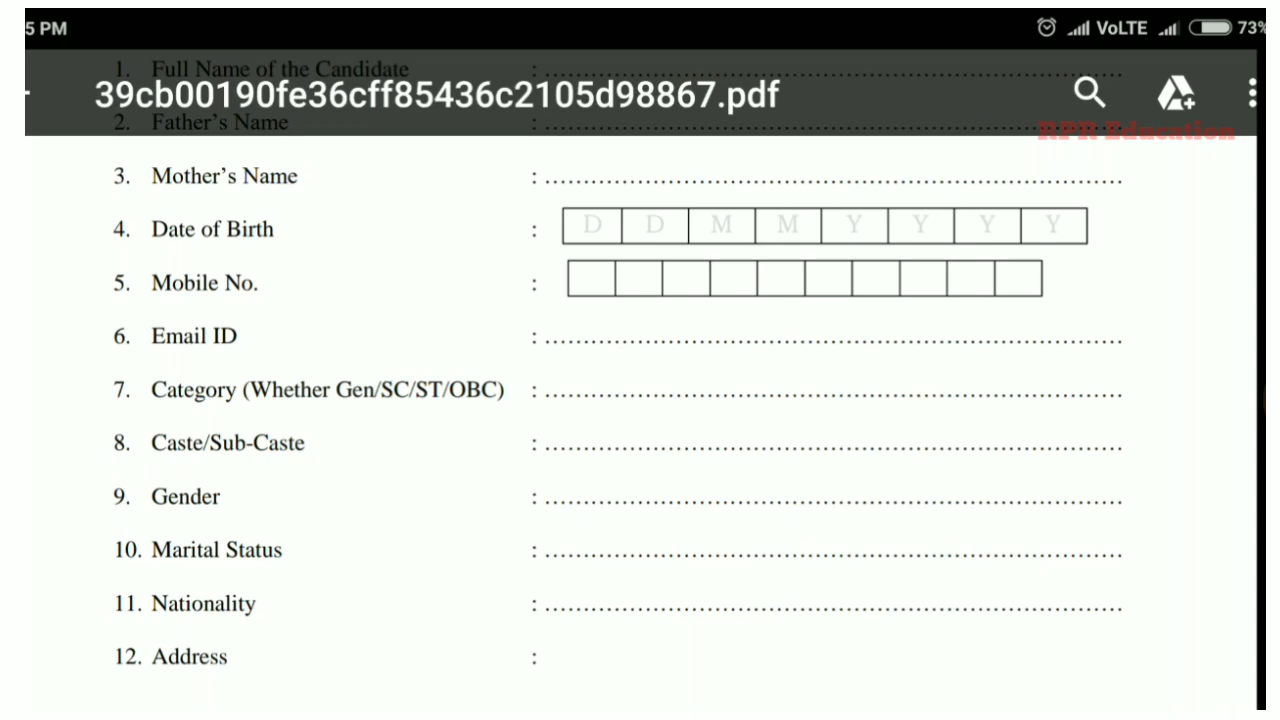 5 PM VoLTE 73%
1. Full Name of the Candidate : ........................................................................
39cb00190fe36cff85436c2105d98867.pdf
2. Father's Name : ........................................................................
RPR Education
3. Mother's Name : ........................................................................
4. Date of Birth : D D M M Y Y Y Y
5. Mobile No. :
6. Email ID : ........................................................................
7. Category (Whether Gen/SC/ST/OBC) : ........................................................................
8. Caste/Sub-Caste : ........................................................................
9. Gender : ........................................................................
10. Marital Status : ........................................................................
11. Nationality : ........................................................................
12. Address :